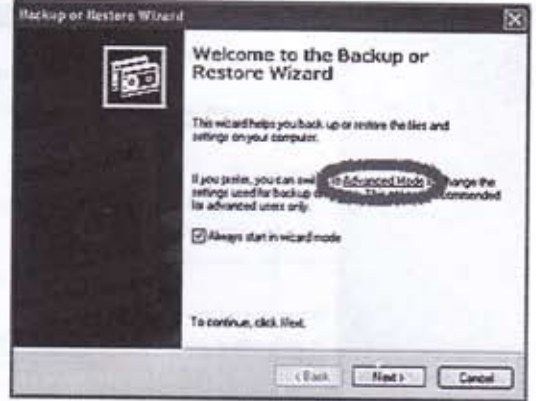 Backup or Restore Wizard
Welcome to the Backup or
Restore Wizard
This wizard helps you back up or restore the files and
settings on your computer.
If you prefer, you can Advanced Mode change the
settings used for backup commended
for advanced users only.
Always start in wizard mode
To continue, click Next.
< Back
Next >
Cancel